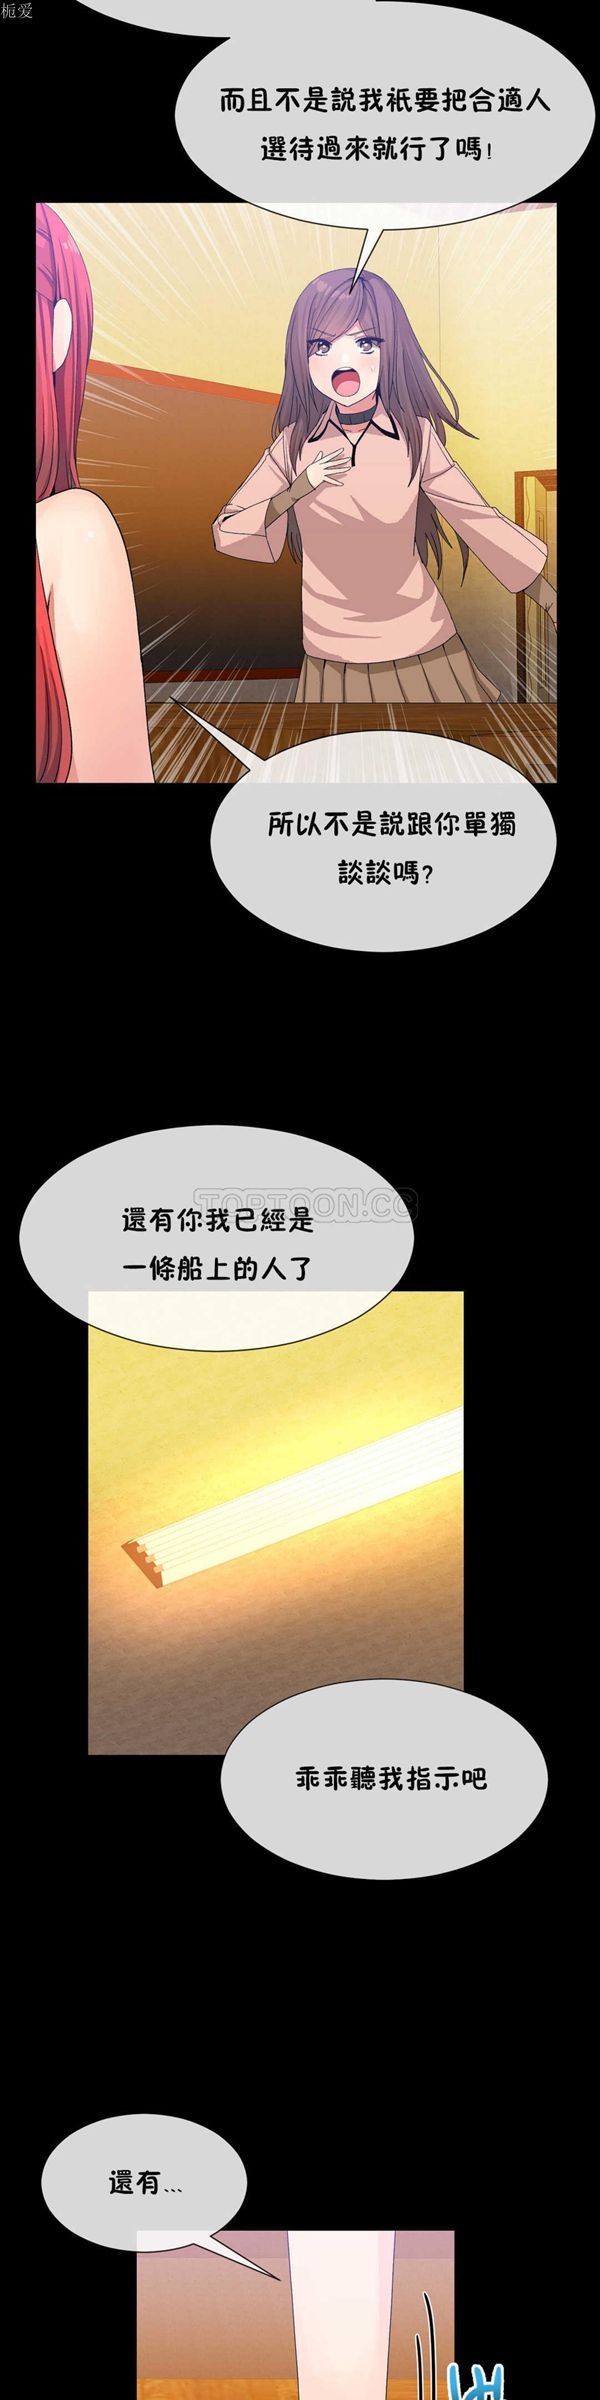 栀爱
而且不是說我衹要把合適人
選待過來就行了嗎!
所以不是說跟你單獨
談談嗎?
TOPTOON.CC
還有你我已經是
一條船上的人了
乖乖聽我指示吧
還有...